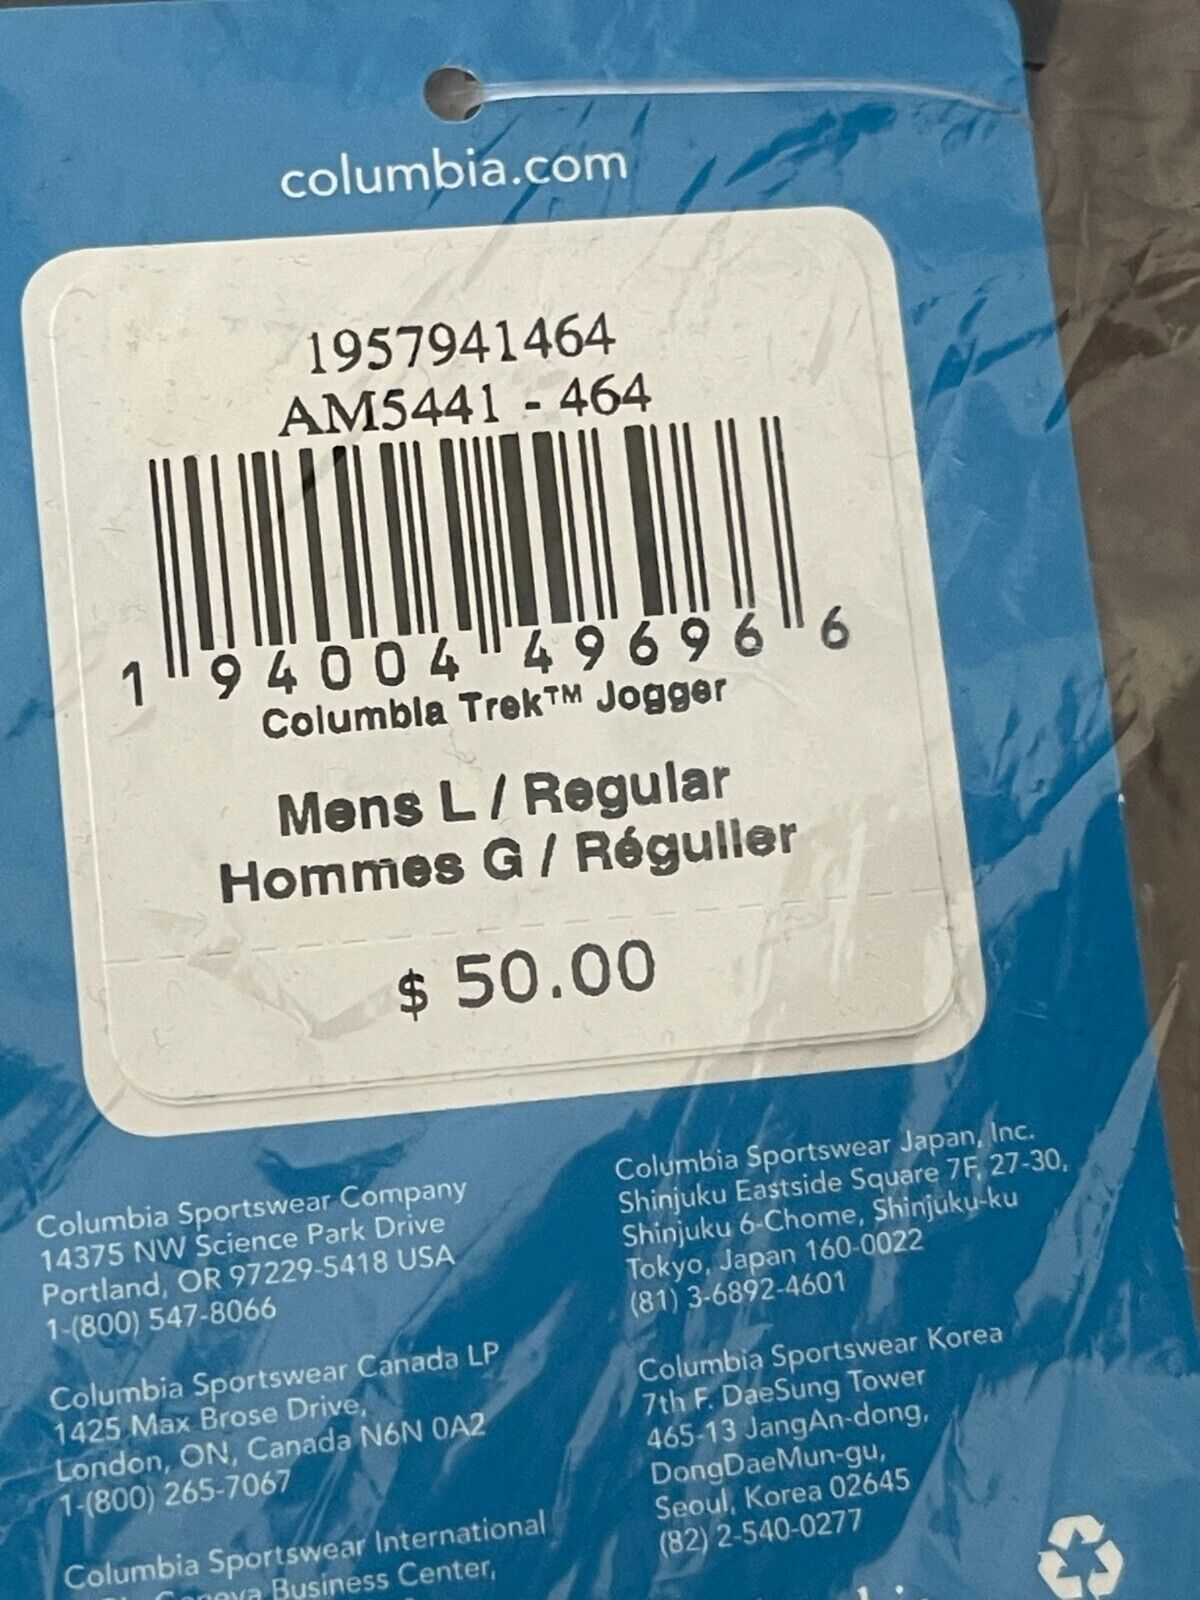 columbia.com
1957941464
AM5441 - 464
1 94004 49696 6
Columbia Trek™ Jogger
Mens L / Regular
Hommes G / Régulier
$ 50.00
Columbia Sportswear Company
14375 NW Science Park Drive
Portland, OR 97229-5418 USA
1-(800) 547-8066
Columbia Sportswear Canada LP
1425 Max Brose Drive,
London, ON, Canada N6N 0A2
1-(800) 265-7067
Columbia Sportswear International
Geneva Business Center,
Columbia Sportswear Japan, Inc.
Shinjuku Eastside Square 7F, 27-30,
Shinjuku 6-Chome, Shinjuku-ku
Tokyo, Japan 160-0022
(81) 3-6892-4601
Columbia Sportswear Korea
7th F. DaeSung Tower
465-13 JangAn-dong,
DongDaeMun-gu,
Seoul, Korea 02645
(82) 2-540-0277